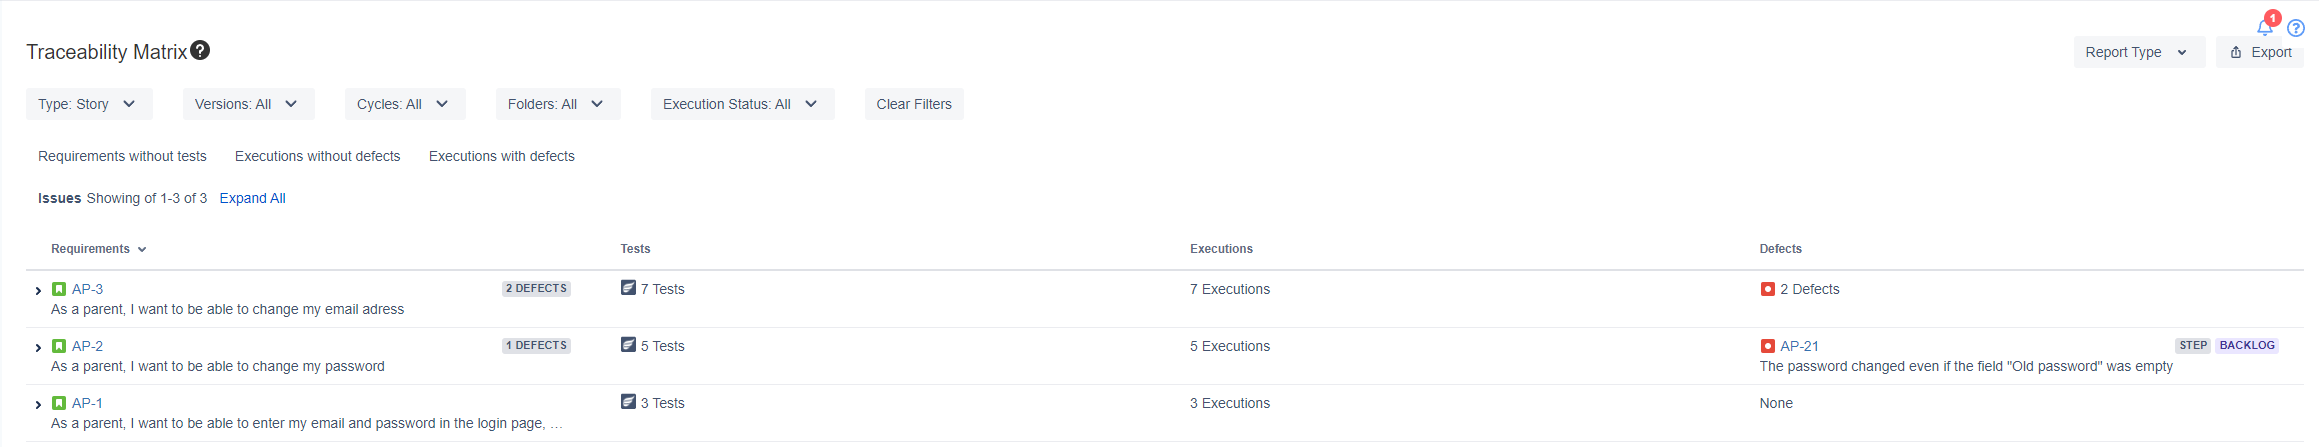 1
?
Traceability Matrix ?
Report Type
Export
Type: Story
Versions: All
Cycles: All
Folders: All
Execution Status: All
Clear Filters
Requirements without tests
Executions without defects
Executions with defects
Issues Showing of 1-3 of 3 Expand All
Requirements Tests Executions Defects
AP-3 2 DEFECTS 7 Tests 7 Executions 2 Defects
As a parent, I want to be able to change my email adress
AP-2 1 DEFECTS 5 Tests 5 Executions AP-21 STEP BACKLOG
As a parent, I want to be able to change my password The password changed even if the field "Old password" was empty
AP-1 3 Tests 3 Executions None
As a parent, I want to be able to enter my email and password in the login page, …